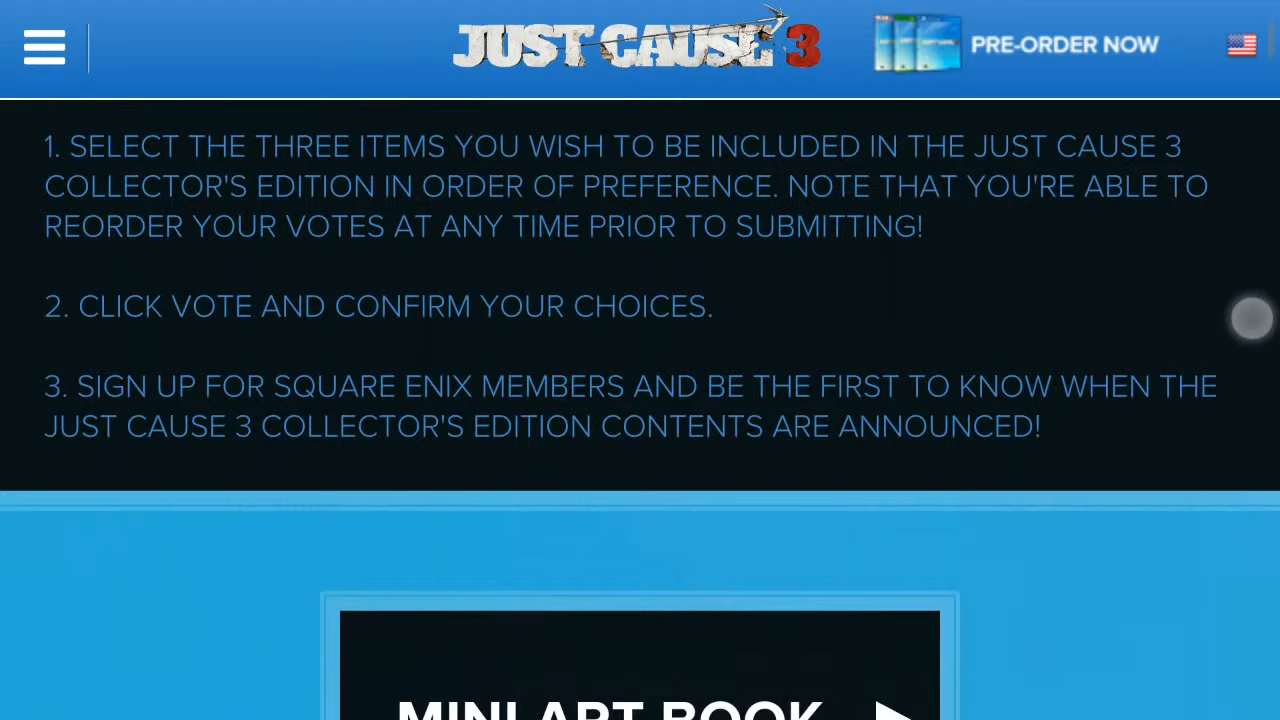 JUST CAUSE 3
PRE-ORDER NOW
1. SELECT THE THREE ITEMS YOU WISH TO BE INCLUDED IN THE JUST CAUSE 3
COLLECTOR'S EDITION IN ORDER OF PREFERENCE. NOTE THAT YOU'RE ABLE TO
REORDER YOUR VOTES AT ANY TIME PRIOR TO SUBMITTING!
2. CLICK VOTE AND CONFIRM YOUR CHOICES.
3. SIGN UP FOR SQUARE ENIX MEMBERS AND BE THE FIRST TO KNOW WHEN THE
JUST CAUSE 3 COLLECTOR'S EDITION CONTENTS ARE ANNOUNCED!
MINI ART BOOK